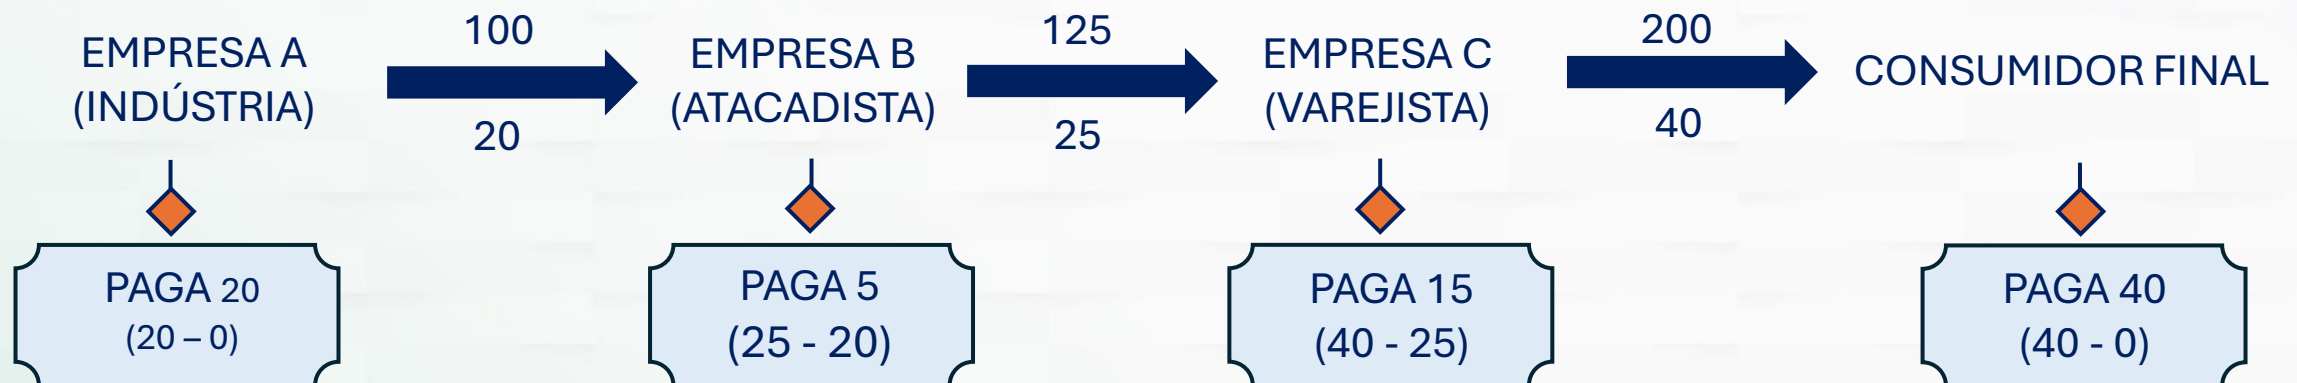 EMPRESA A
(INDÚSTRIA)
100
20
EMPRESA B
(ATACADISTA)
125
25
EMPRESA C
(VAREJISTA)
200
40
CONSUMIDOR FINAL
PAGA 20
(20 – 0)
PAGA 5
(25 - 20)
PAGA 15
(40 - 25)
PAGA 40
(40 - 0)